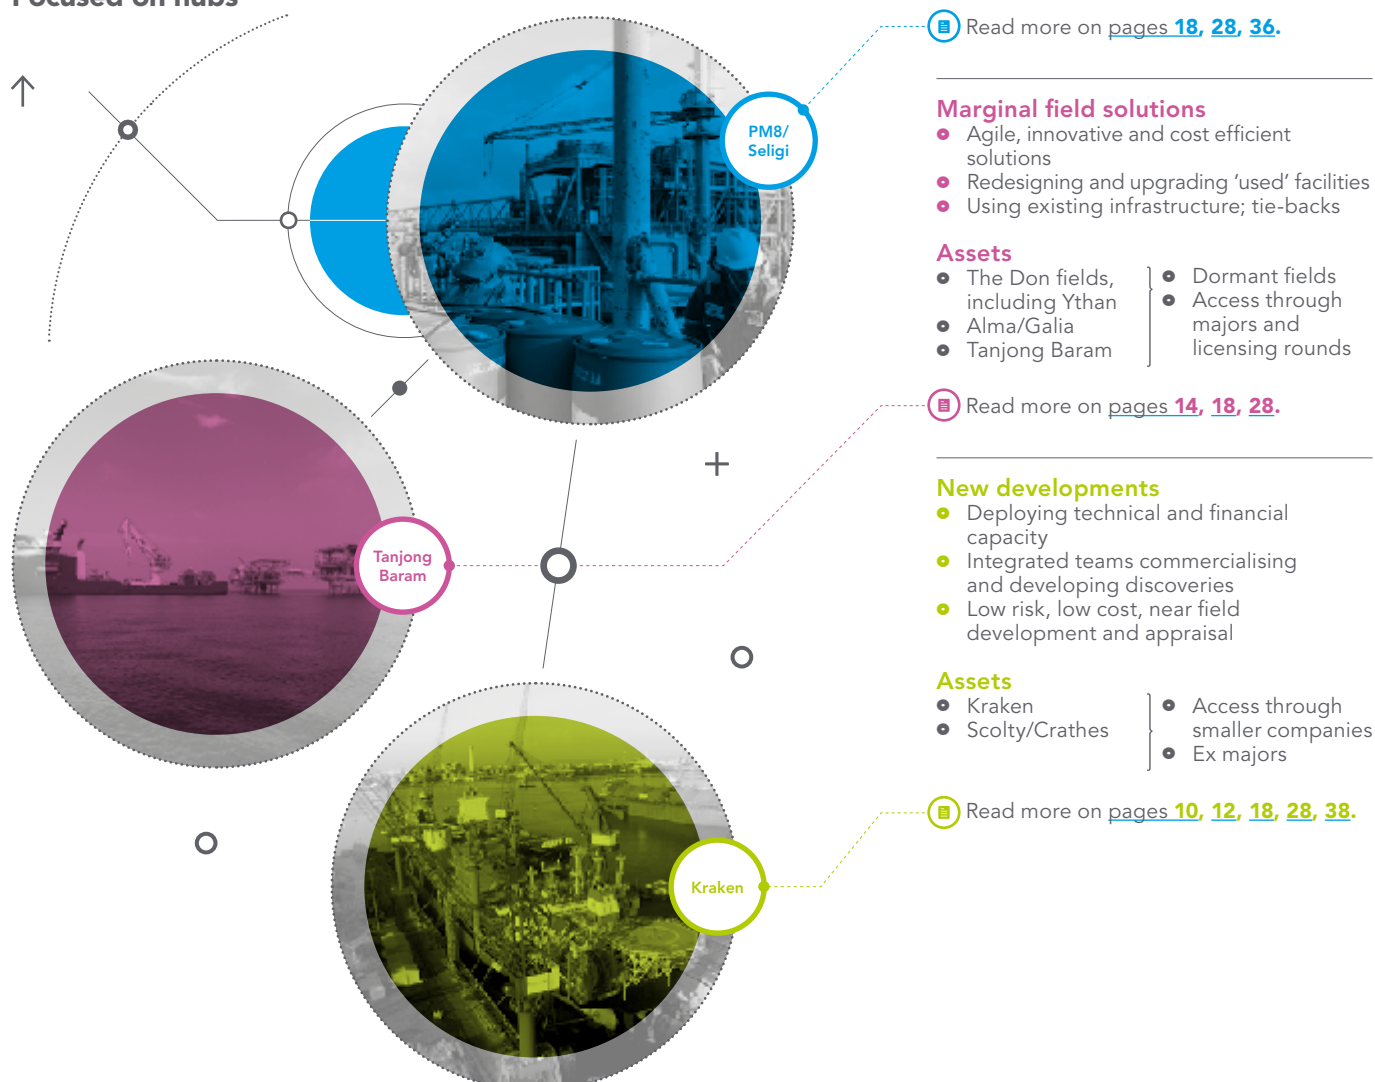 Focused on hubs
PM8/
Seligi
Tanjong
Baram
Kraken
Read more on pages 18, 28, 36.
Marginal field solutions
Agile, innovative and cost efficient
solutions
Redesigning and upgrading ‘used’ facilities
Using existing infrastructure; tie-backs
Assets
The Don fields,
including Ythan
Alma/Galia
Tanjong Baram
Dormant fields
Access through
majors and
licensing rounds
Read more on pages 14, 18, 28.
New developments
Deploying technical and financial
capacity
Integrated teams commercialising
and developing discoveries
Low risk, low cost, near field
development and appraisal
Assets
Kraken
Scolty/Crathes
Access through
smaller companies
Ex majors
Read more on pages 10, 12, 18, 28, 38.